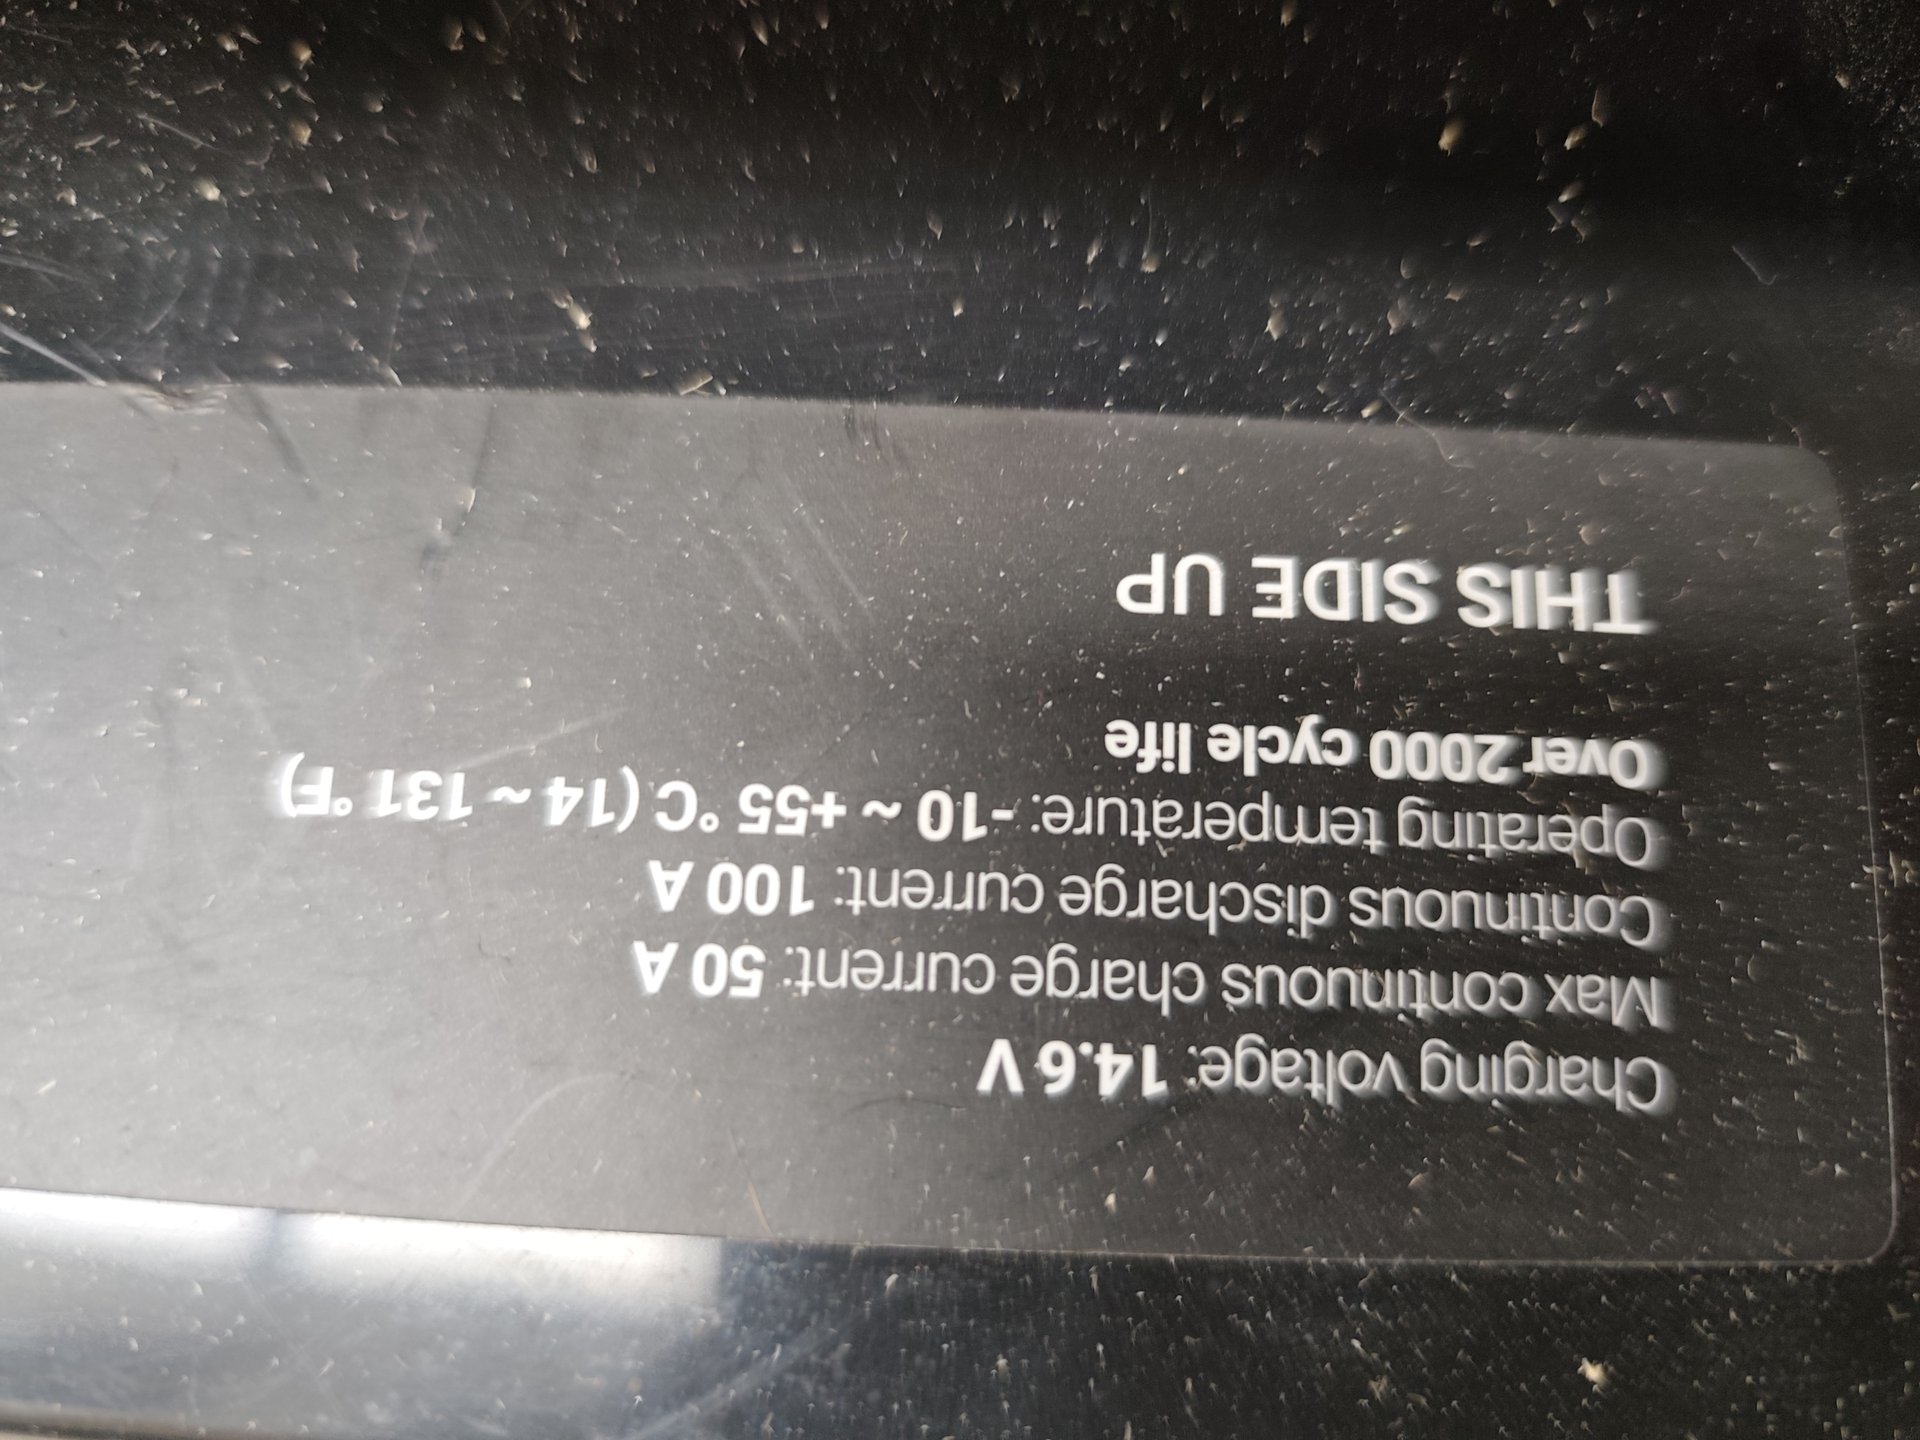 Charging voltage: 14.6 V
Max continuous charge current: 50 A
Continuous discharge current: 100 A
Operating temperature: -10 ~ +55 °C (14 ~ 131 °F)
Over 2000 cycle life
THIS SIDE UP